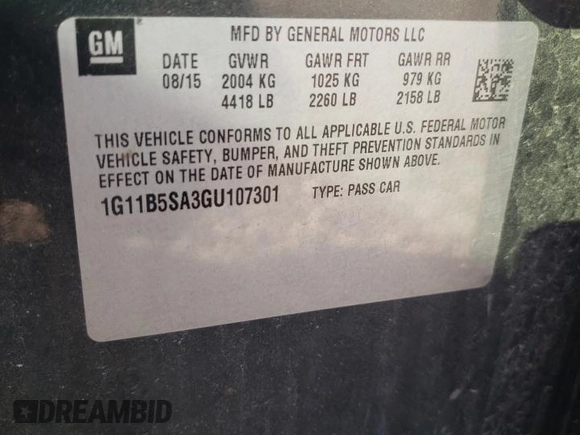 GM
MFD BY GENERAL MOTORS LLC
DATE GVWR GAWR FRT GAWR RR
08/15 2004 KG 1025 KG 979 KG
4418 LB 2260 LB 2158 LB
THIS VEHICLE CONFORMS TO ALL APPLICABLE U.S. FEDERAL MOTOR
VEHICLE SAFETY, BUMPER, AND THEFT PREVENTION STANDARDS IN
EFFECT ON THE DATE OF MANUFACTURE SHOWN ABOVE.
1G11B5SA3GU107301 TYPE: PASS CAR
DREAMBID